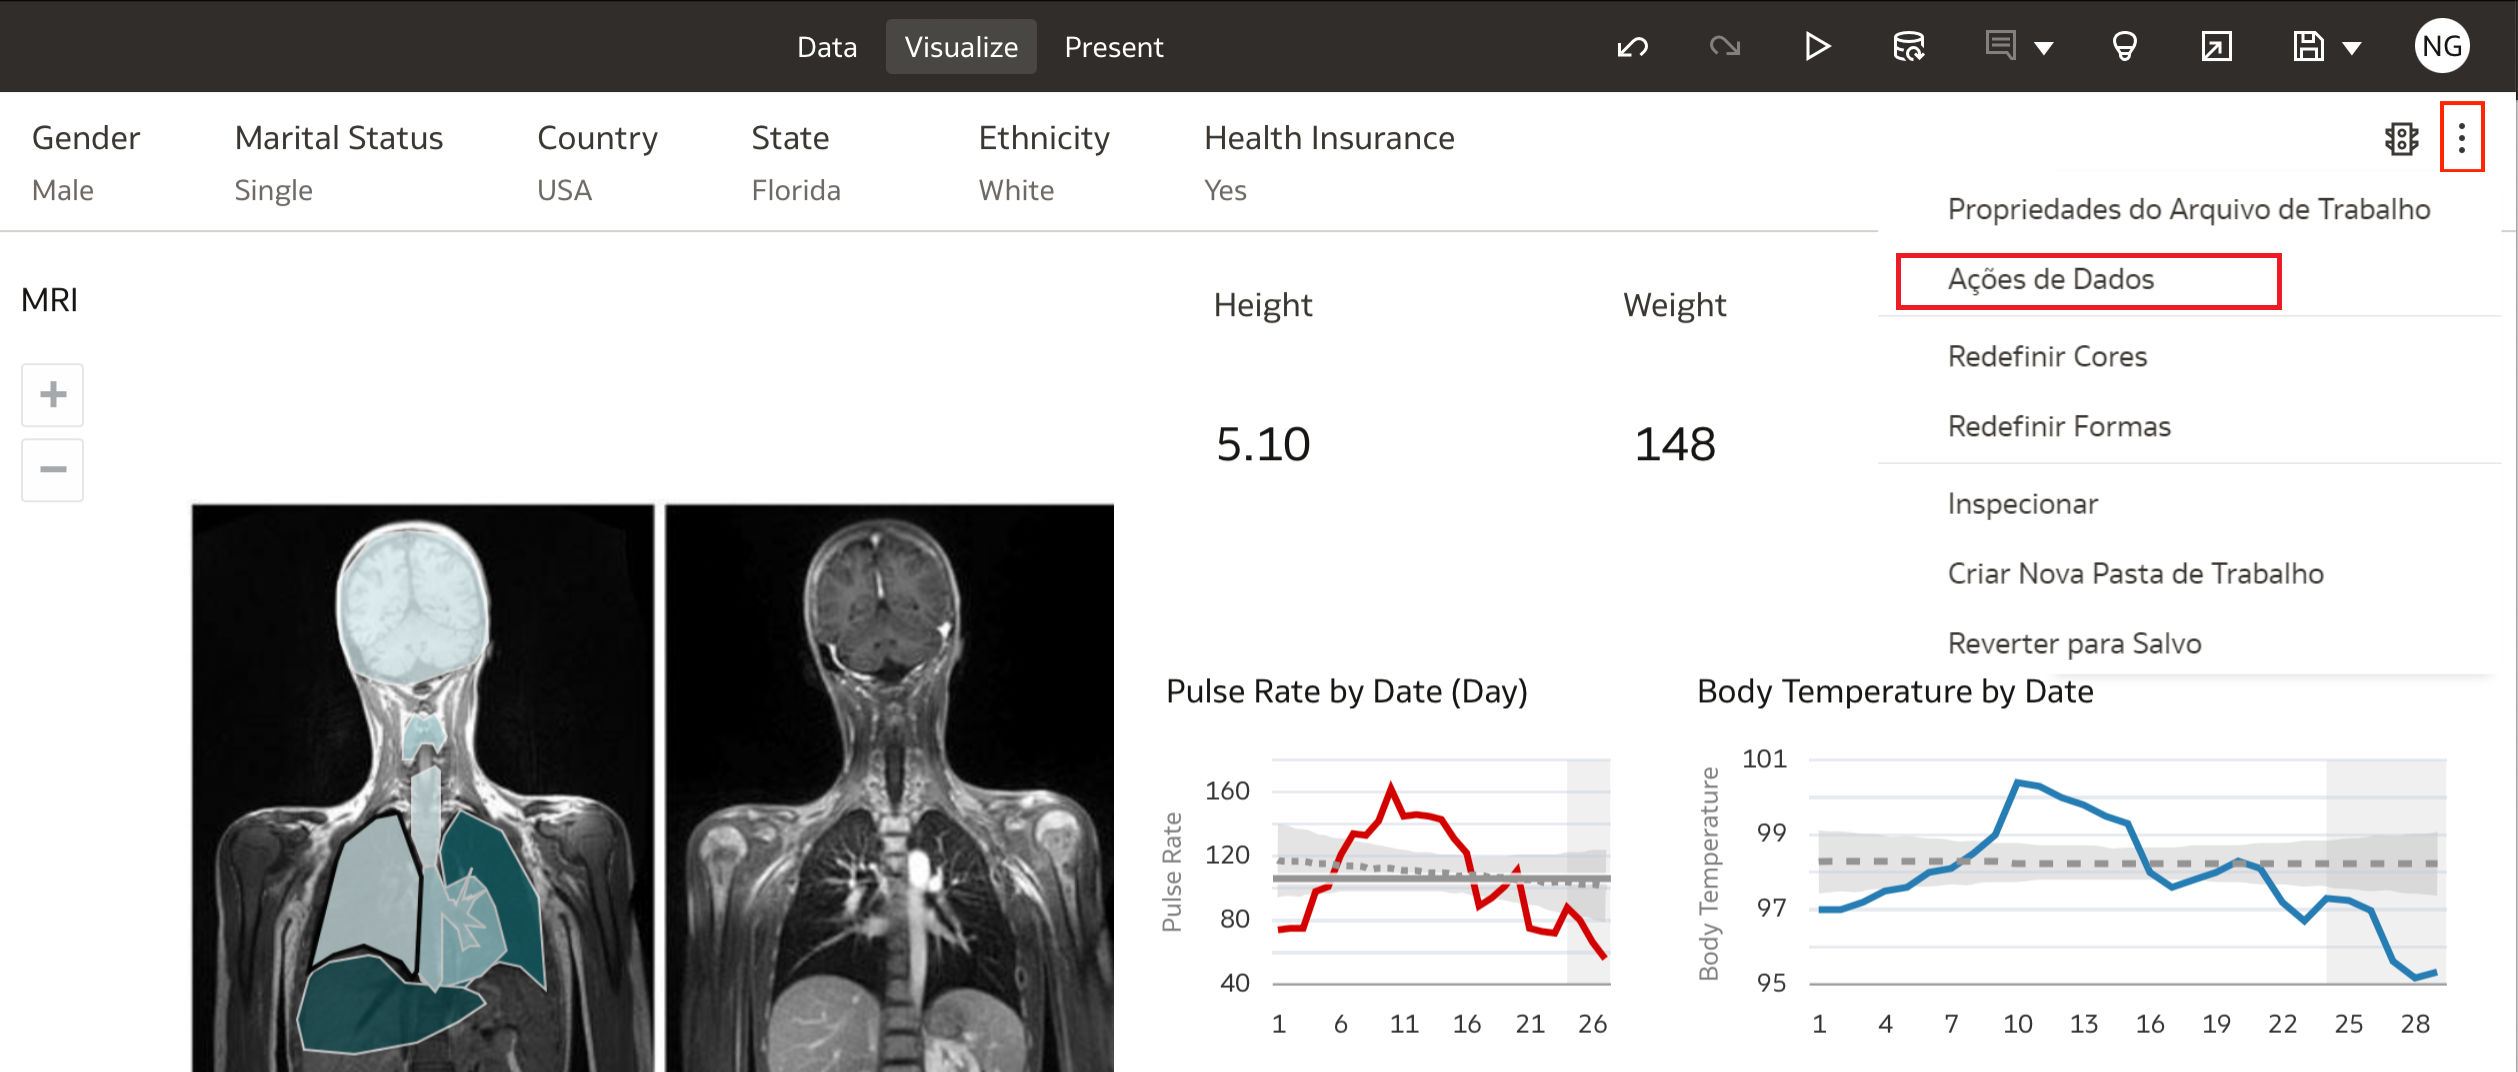 Data Visualize Present NG
Gender Marital Status Country State Ethnicity Health Insurance
Male Single USA Florida White Yes
Propriedades do Arquivo de Trabalho
Ações de Dados
Redefinir Cores
Redefinir Formas
Inspecionar
Criar Nova Pasta de Trabalho
Reverter para Salvo
MRI
Height
5.10
Weight
148
Pulse Rate by Date (Day)
Pulse Rate
160
120
80
40
1 6 11 16 21 26
Body Temperature by Date
Body Temperature
101
99
97
95
1 4 7 10 13 16 19 22 25 28